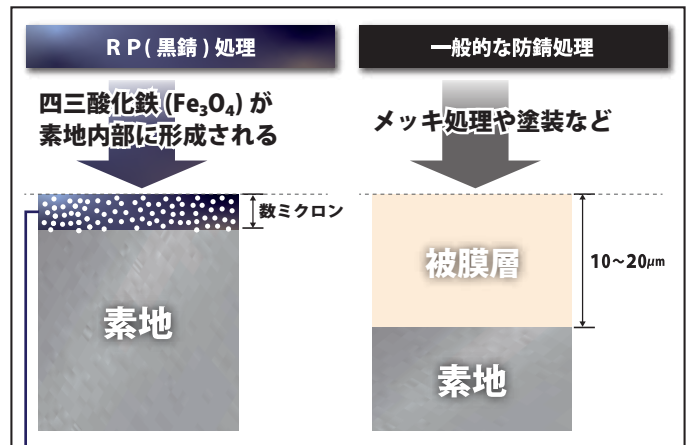 ＲＰ(黒錆)処理
四三酸化鉄(Fe₃O₄)が
素地内部に形成される
数ミクロン
素地
一般的な防錆処理
メッキ処理や塗装など
被膜層
10〜20μm
素地